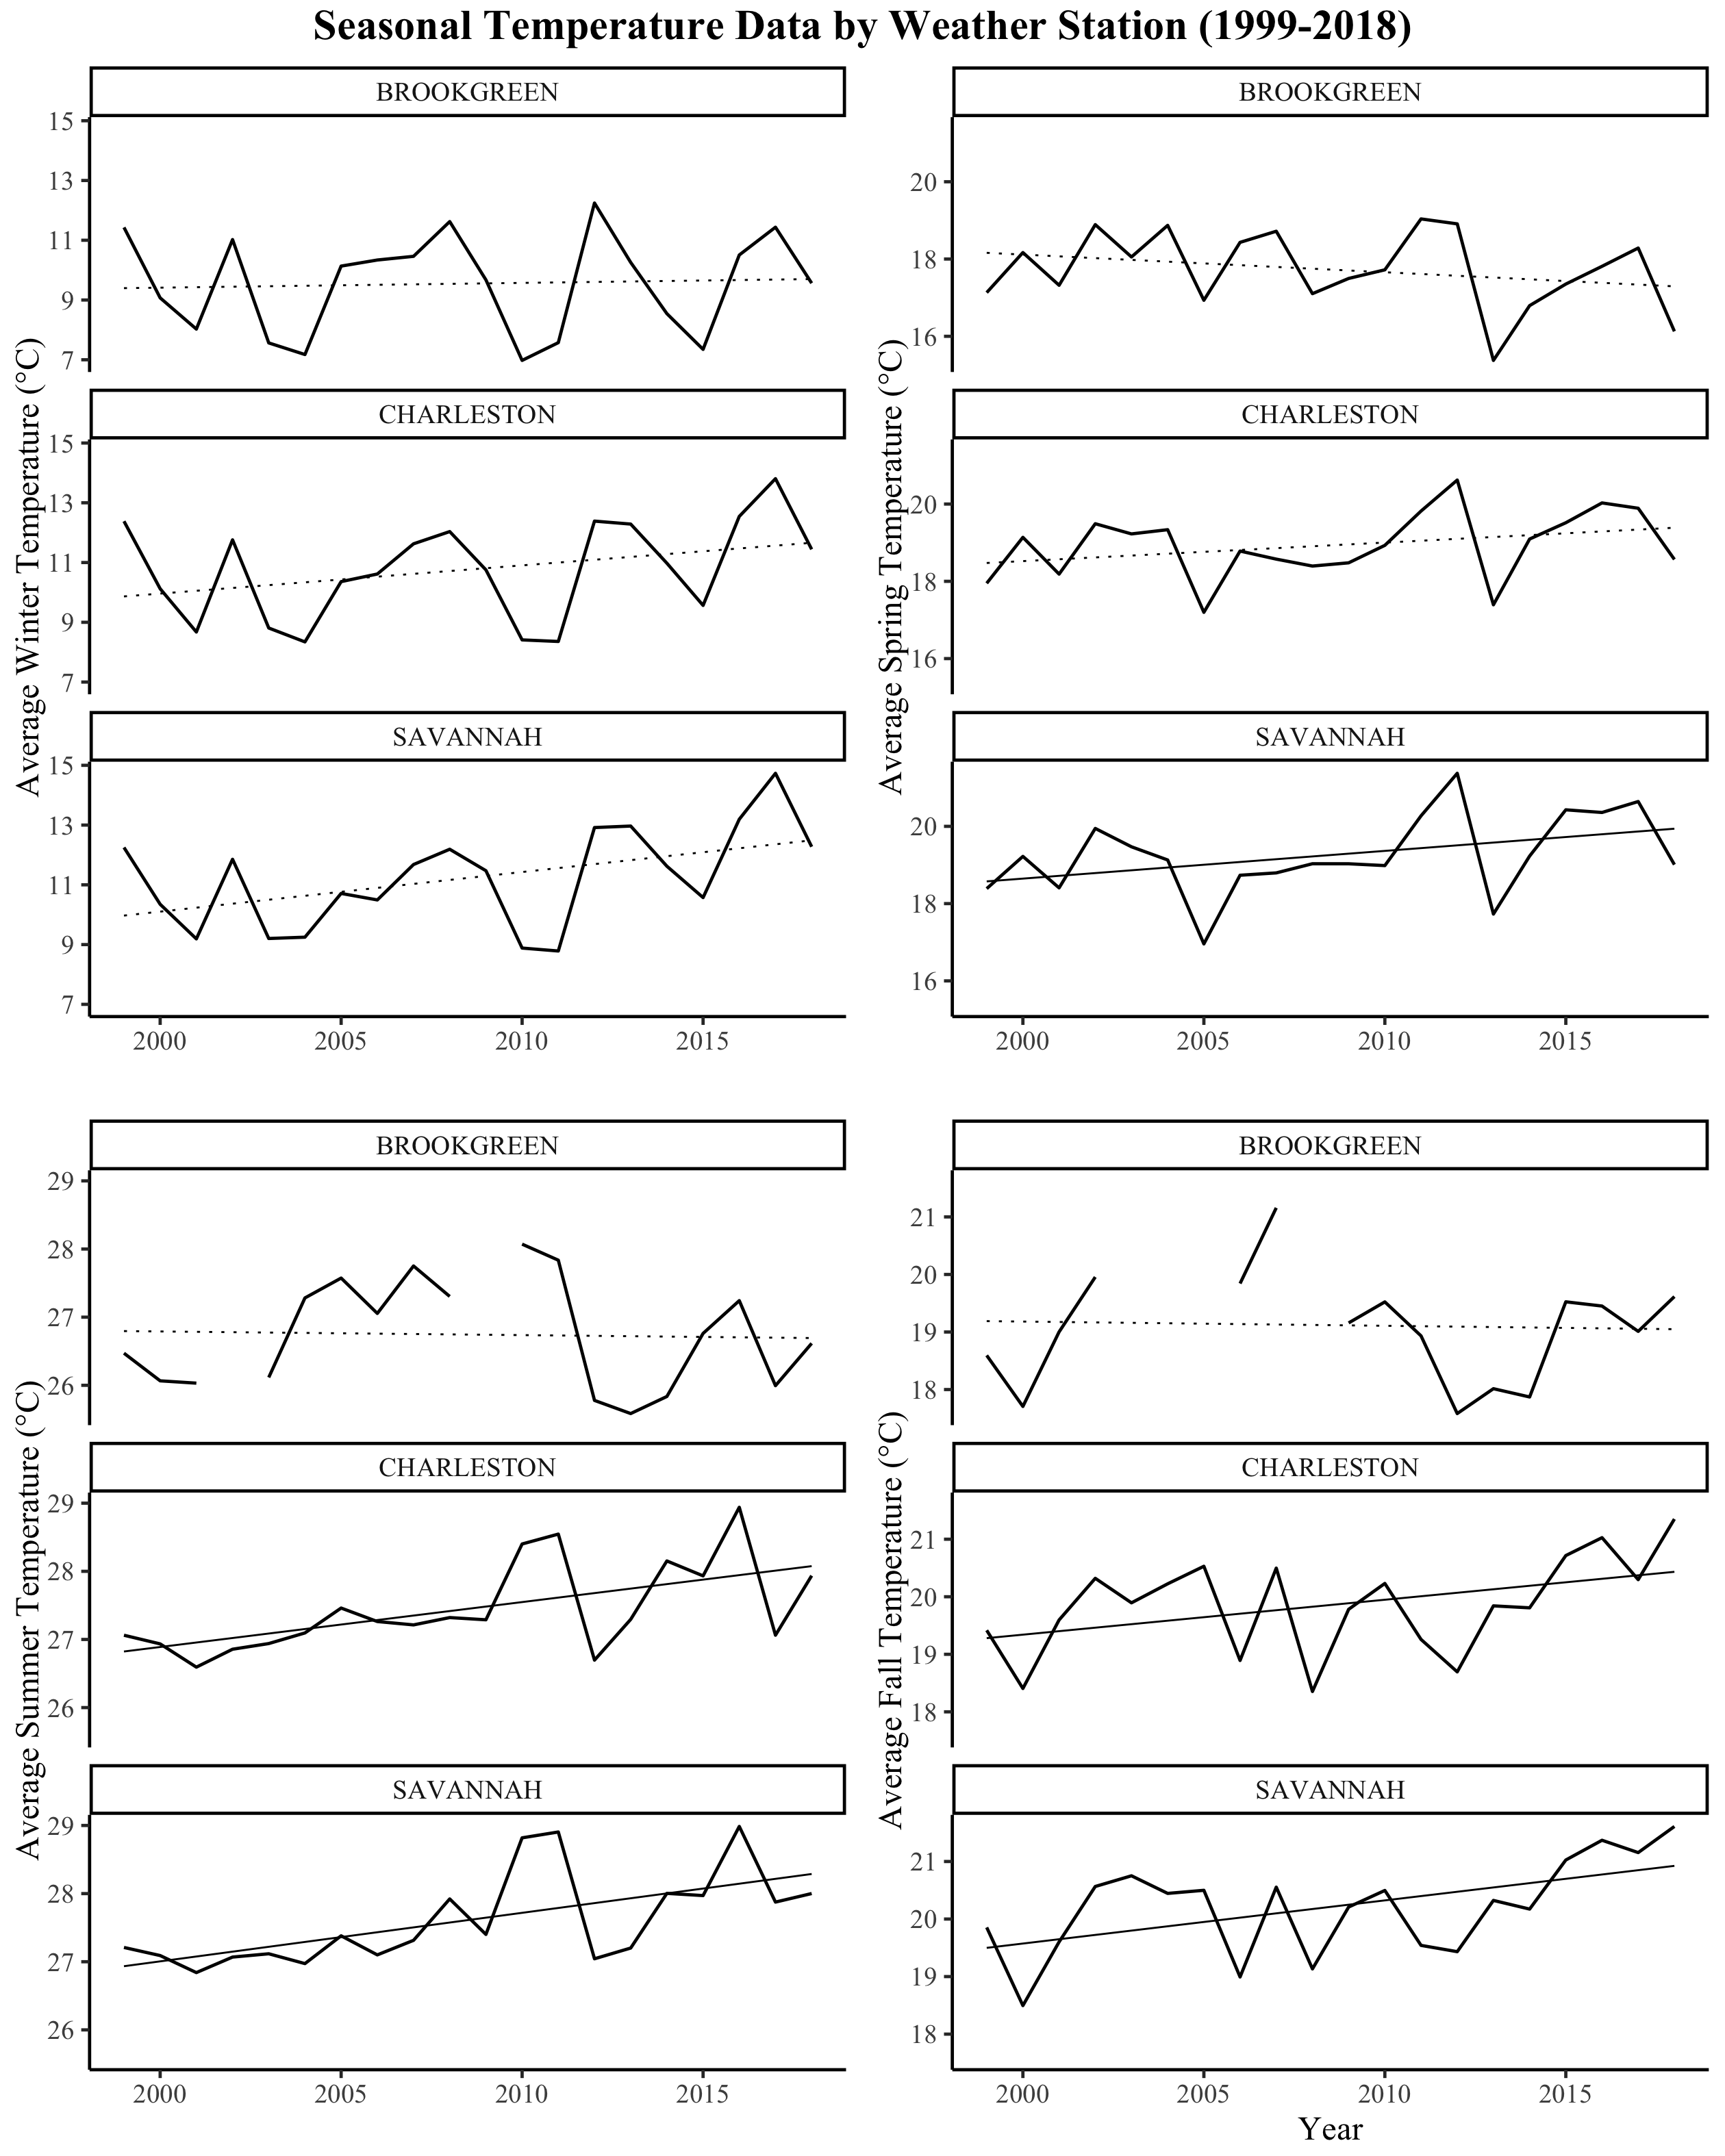 Seasonal Temperature Data by Weather Station (1999-2018)
Average Winter Temperature (°C)
BROOKGREEN
15
13
11
9
7
CHARLESTON
15
13
11
9
7
SAVANNAH
15
13
11
9
7
2000 2005 2010 2015
Average Spring Temperature (°C)
BROOKGREEN
20
18
16
CHARLESTON
20
18
16
SAVANNAH
20
18
16
2000 2005 2010 2015
Average Summer Temperature (°C)
BROOKGREEN
29
28
27
26
CHARLESTON
29
28
27
26
SAVANNAH
29
28
27
26
2000 2005 2010 2015
Average Fall Temperature (°C)
BROOKGREEN
21
20
19
18
CHARLESTON
21
20
19
18
SAVANNAH
21
20
19
18
2000 2005 2010 2015
Year